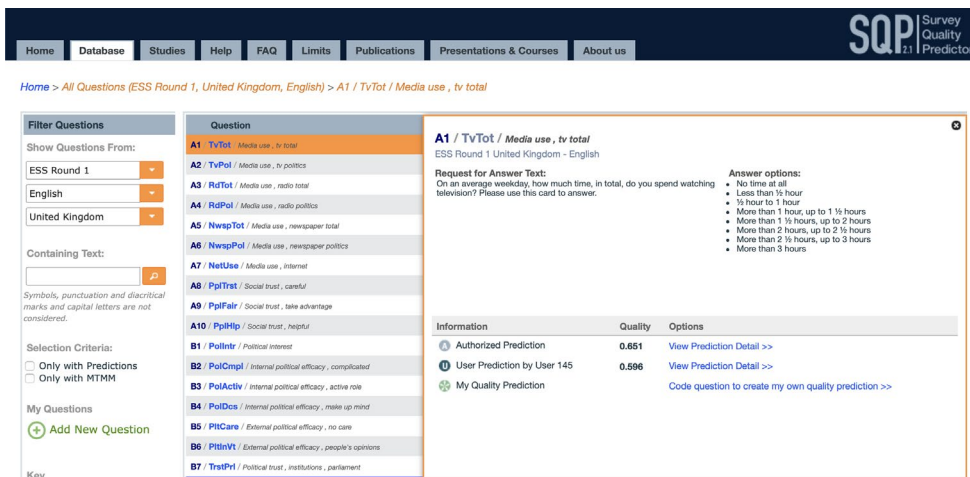 SQP 2.1 Survey
Quality
Predicto
Home Database Studies Help FAQ Limits Publications Presentations & Courses About us
Home > All Questions (ESS Round 1, United Kingdom, English) > A1 / TvTot / Media use , tv total
Filter Questions
Show Questions From:
ESS Round 1
English
United Kingdom
Containing Text:
Symbols, punctuation and diacritical
marks and capital letters are not
considered.
Selection Criteria:
Only with Predictions
Only with MTMM
My Questions
Add New Question
Key
Question
A1 / TvTot / Media use , tv total
A2 / TvPol / Media use , tv politics
A3 / RdTot / Media use , radio total
A4 / RdPol / Media use , radio politics
A5 / NwspTot / Media use , newspaper total
A6 / NwspPol / Media use , newspaper politics
A7 / NetUse / Media use , internet
A8 / PplTrst / Social trust , careful
A9 / PplFair / Social trust , take advantage
A10 / PplHlp / Social trust , helpful
B1 / PolIntr / Political interest
B2 / PolCmpl / Internal political efficacy , complicated
B3 / PolActiv / Internal political efficacy , active role
B4 / PolDcs / Internal political efficacy , make up mind
B5 / PltCare / External political efficacy , no care
B6 / PltInVt / External political efficacy , people's opinions
B7 / TrstPrl / Political trust , institutions , parliament
A1 / TvTot / Media use , tv total
ESS Round 1 United Kingdom - English
Request for Answer Text:
On an average weekday, how much time, in total, do you spend watching
television? Please use this card to answer.
Answer options:
• No time at all
• Less than ½ hour
• ½ hour to 1 hour
• More than 1 hour, up to 1 ½ hours
• More than 1 ½ hours, up to 2 hours
• More than 2 hours, up to 2 ½ hours
• More than 2 ½ hours, up to 3 hours
• More than 3 hours
Information Quality Options
A Authorized Prediction 0.651 View Prediction Detail >>
U User Prediction by User 145 0.596 View Prediction Detail >>
My Quality Prediction Code question to create my own quality prediction >>